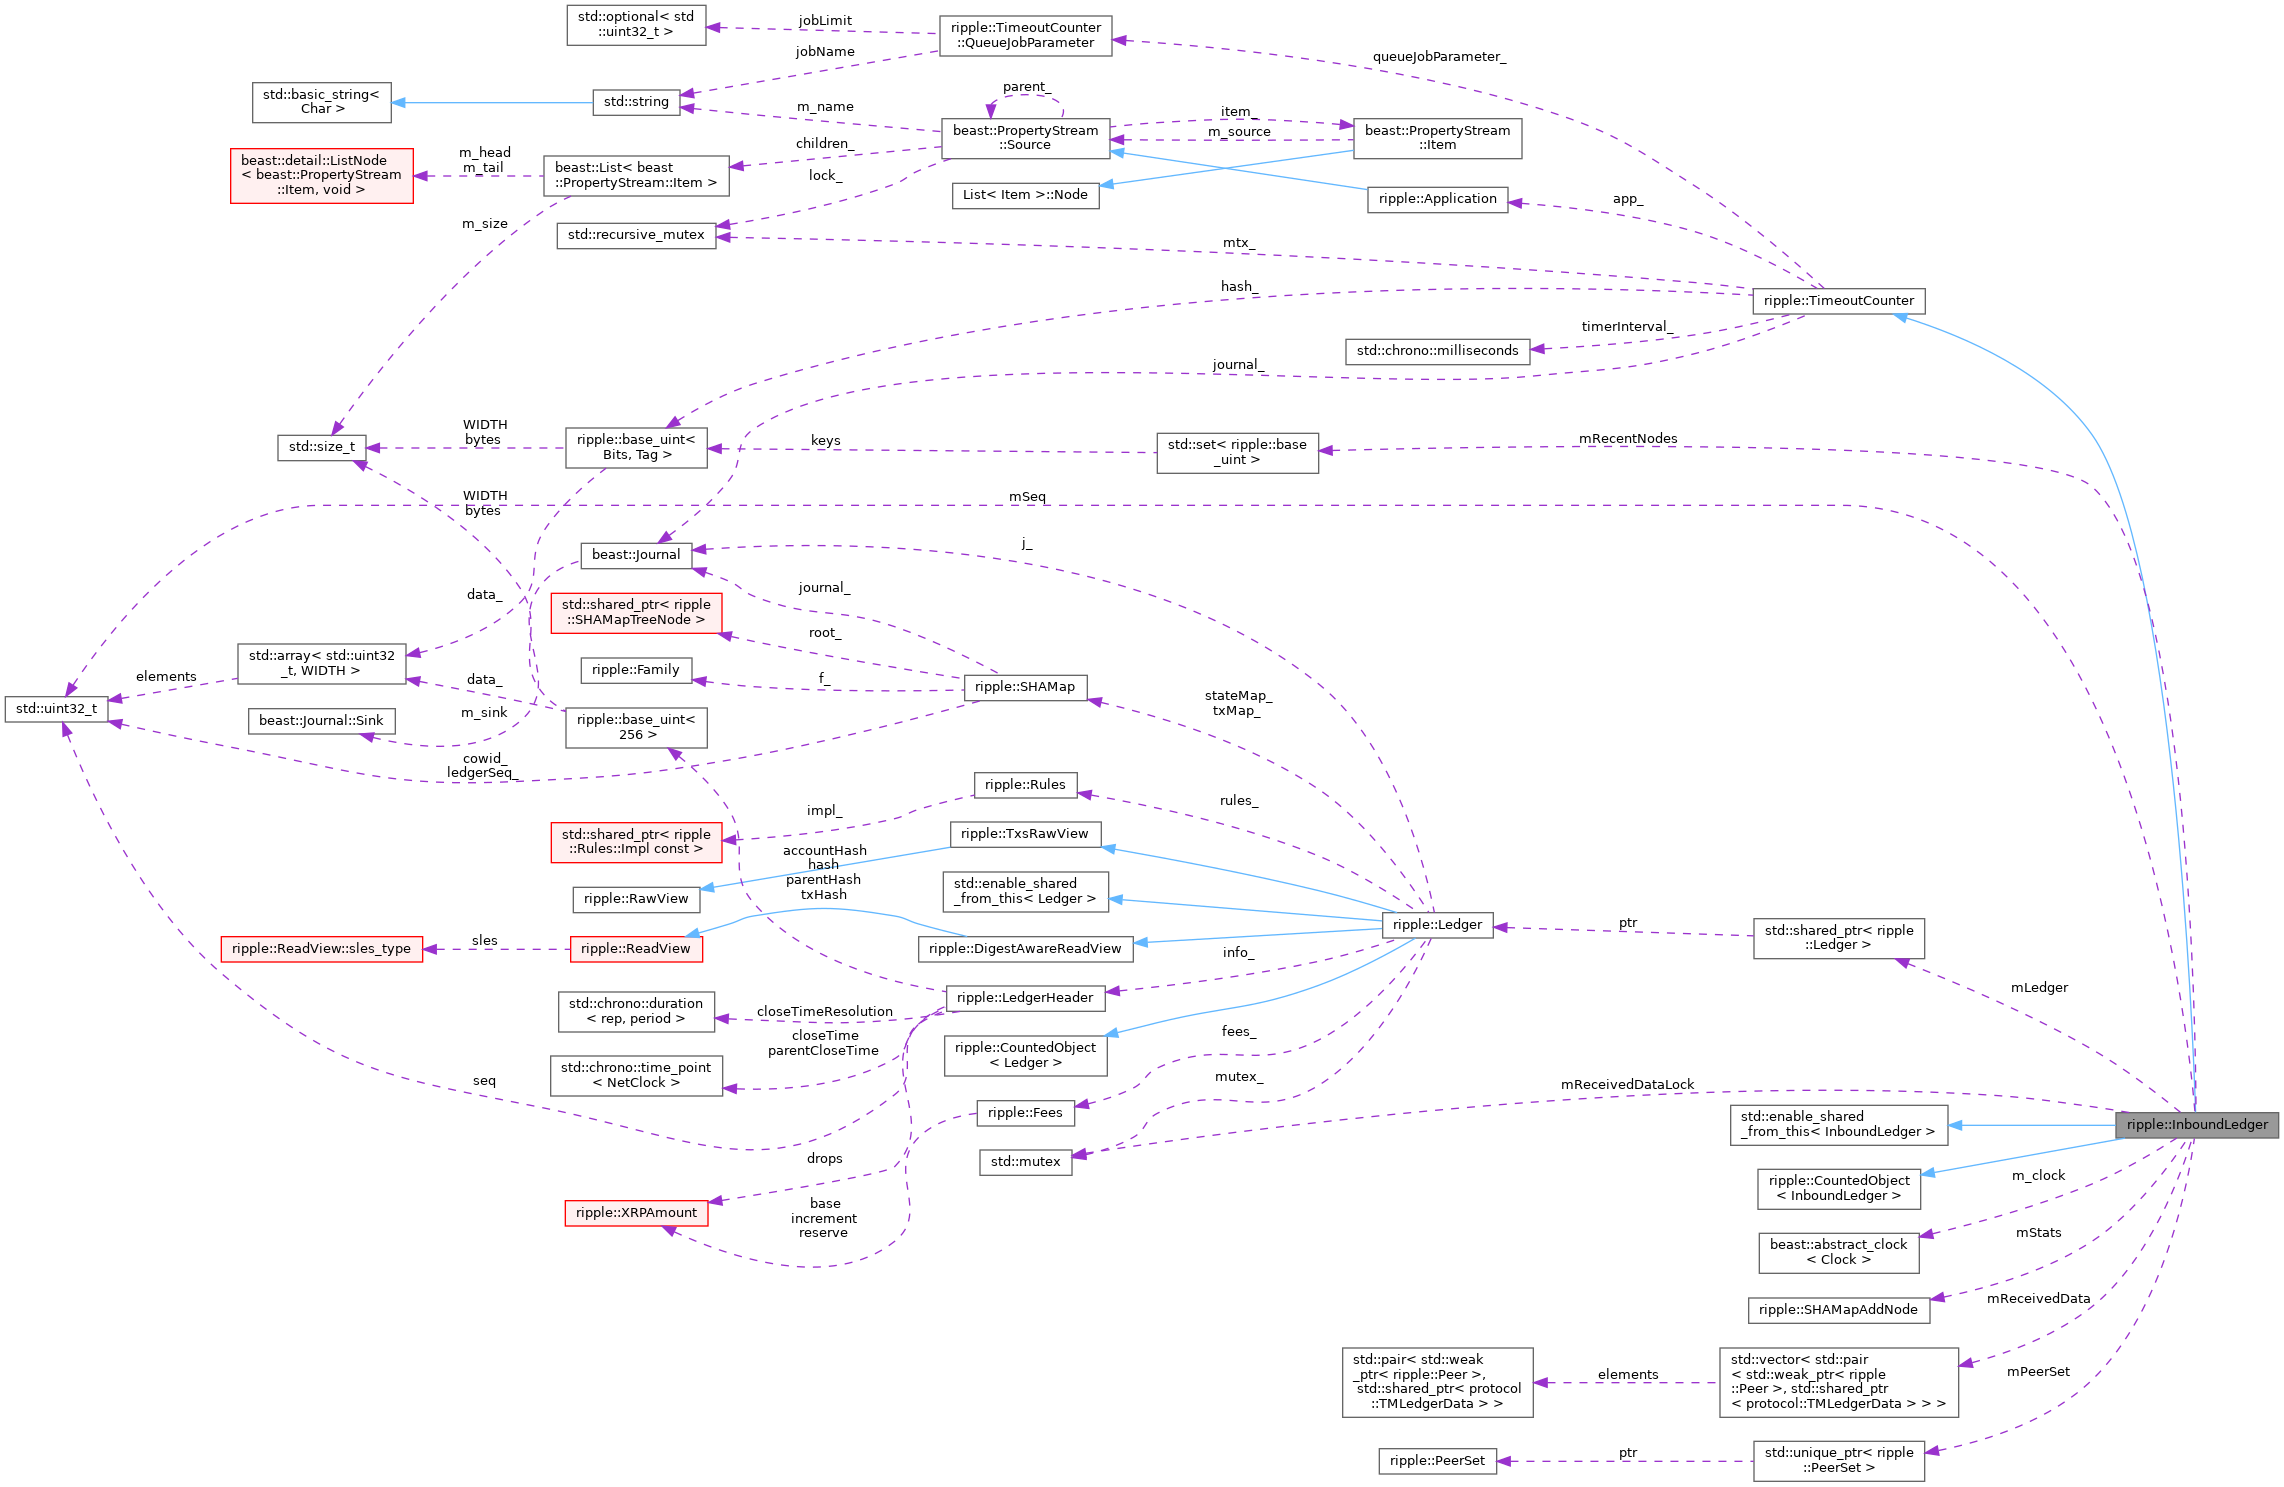 std::optional< std
::uint32_t >
jobLimit
ripple::TimeoutCounter
::QueueJobParameter
jobName
queueJobParameter_
std::basic_string<
Char >
std::string
m_name
parent_
beast::PropertyStream
::Source
item_
m_source
beast::PropertyStream
::Item
beast::detail::ListNode
< beast::PropertyStream
::Item, void >
m_head
m_tail
beast::List< beast
::PropertyStream::Item >
children_
lock_
List< Item >::Node
ripple::Application
app_
m_size
std::recursive_mutex
mtx_
hash_
ripple::TimeoutCounter
timerInterval_
std::chrono::milliseconds
journal_
std::size_t
WIDTH
bytes
ripple::base_uint<
Bits, Tag >
keys
std::set< ripple::base
_uint >
mRecentNodes
WIDTH
bytes
mSeq
beast::Journal
j_
journal_
data_
std::shared_ptr< ripple
::SHAMapTreeNode >
root_
std::array< std::uint32
_t, WIDTH >
elements
ripple::Family
f_
ripple::SHAMap
stateMap_
txMap_
data_
std::uint32_t
beast::Journal::Sink
m_sink
ripple::base_uint<
256 >
cowid_
ledgerSeq_
ripple::Rules
rules_
impl_
std::shared_ptr< ripple
::Rules::Impl const >
ripple::TxsRawView
accountHash
hash
parentHash
txHash
ripple::RawView
std::enable_shared
_from_this< Ledger >
ripple::Ledger
ptr
std::shared_ptr< ripple
::Ledger >
ripple::ReadView::sles_type
sles
ripple::ReadView
ripple::DigestAwareReadView
info_
mLedger
ripple::LedgerHeader
std::chrono::duration
< rep, period >
closeTimeResolution
closeTime
parentCloseTime
fees_
ripple::CountedObject
< Ledger >
std::chrono::time_point
< NetClock >
seq
mutex_
mReceivedDataLock
ripple::Fees
std::enable_shared
_from_this< InboundLedger >
ripple::InboundLedger
drops
std::mutex
ripple::CountedObject
< InboundLedger >
m_clock
ripple::XRPAmount
base
increment
reserve
beast::abstract_clock
< Clock >
mStats
ripple::SHAMapAddNode
mReceivedData
std::pair< std::weak
_ptr< ripple::Peer >,
std::shared_ptr< protocol
::TMLedgerData > >
elements
std::vector< std::pair
< std::weak_ptr< ripple
::Peer >, std::shared_ptr
< protocol::TMLedgerData > > >
mPeerSet
ripple::PeerSet
ptr
std::unique_ptr< ripple
::PeerSet >